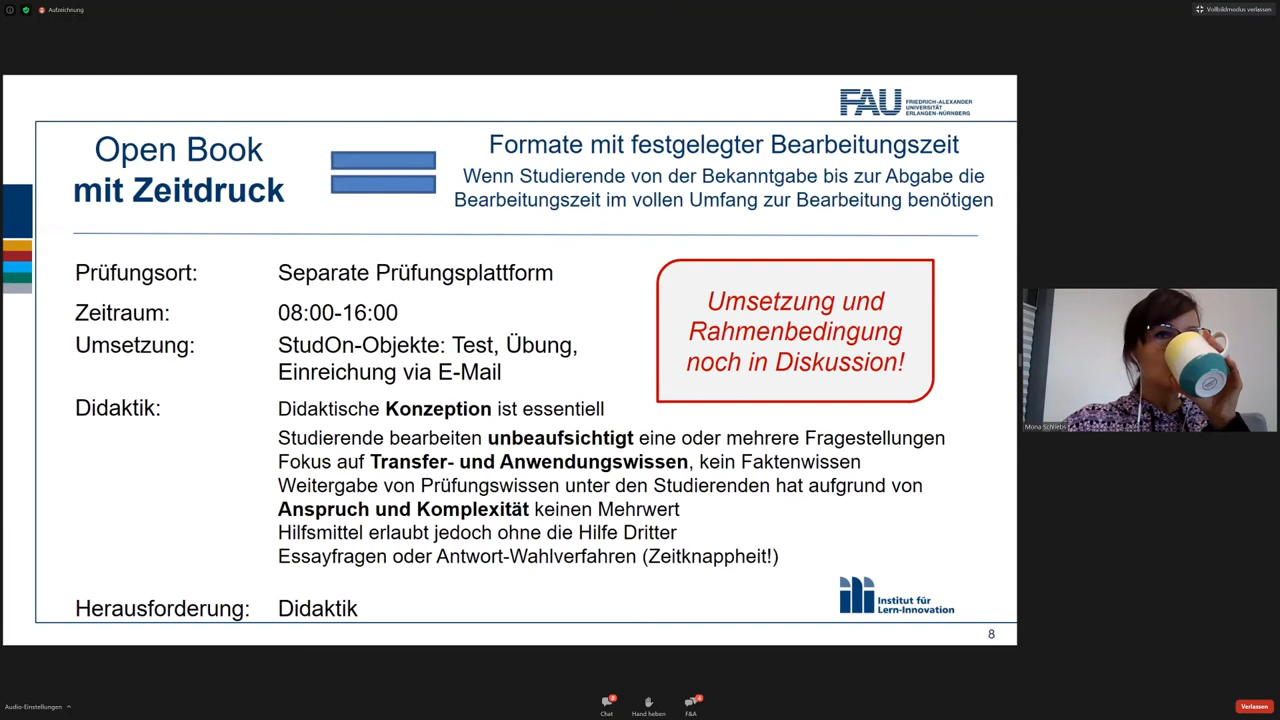 Aufzeichnung
Vollbildmodus verlassen
FAU FRIEDRICH-ALEXANDER
UNIVERSITÄT
ERLANGEN-NÜRNBERG
Open Book
mit Zeitdruck
Formate mit festgelegter Bearbeitungszeit
Wenn Studierende von der Bekanntgabe bis zur Abgabe die
Bearbeitungszeit im vollen Umfang zur Bearbeitung benötigen
Prüfungsort: Separate Prüfungsplattform
Zeitraum: 08:00-16:00
Umsetzung: StudOn-Objekte: Test, Übung,
Einreichung via E-Mail
Umsetzung und
Rahmenbedingung
noch in Diskussion!
Didaktik: Didaktische Konzeption ist essentiell
Studierende bearbeiten unbeaufsichtigt eine oder mehrere Fragestellungen
Fokus auf Transfer- und Anwendungswissen, kein Faktenwissen
Weitergabe von Prüfungswissen unter den Studierenden hat aufgrund von
Anspruch und Komplexität keinen Mehrwert
Hilfsmittel erlaubt jedoch ohne die Hilfe Dritter
Essayfragen oder Antwort-Wahlverfahren (Zeitknappheit!)
Herausforderung: Didaktik
Institut für
Lern-Innovation
8
Mona Schliebs
Audio-Einstellungen
Chat
Hand heben
F&A
Verlassen